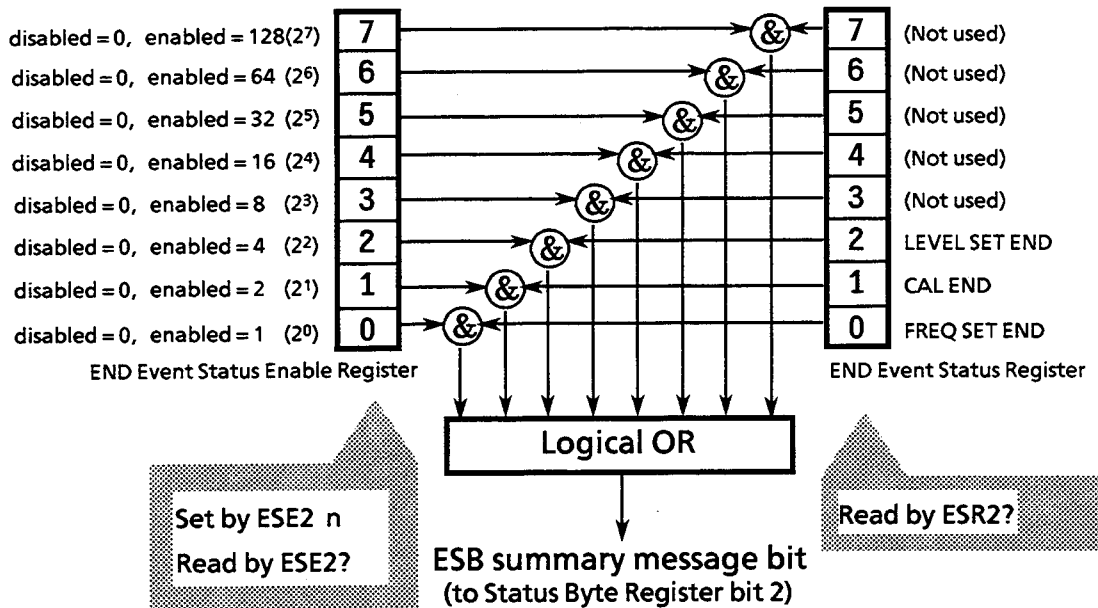 disabled = 0, enabled = 128(2⁷) 7 & 7 (Not used)
disabled = 0, enabled = 64 (2⁶) 6 & 6 (Not used)
disabled = 0, enabled = 32 (2⁵) 5 & 5 (Not used)
disabled = 0, enabled = 16 (2⁴) 4 & 4 (Not used)
disabled = 0, enabled = 8 (2³) 3 & 3 (Not used)
disabled = 0, enabled = 4 (2²) 2 & 2 LEVEL SET END
disabled = 0, enabled = 2 (2¹) 1 & 1 CAL END
disabled = 0, enabled = 1 (2⁰) 0 & 0 FREQ SET END
END Event Status Enable Register
END Event Status Register
Logical OR
Set by ESE2 n
Read by ESE2?
Read by ESR2?
ESB summary message bit
(to Status Byte Register bit 2)